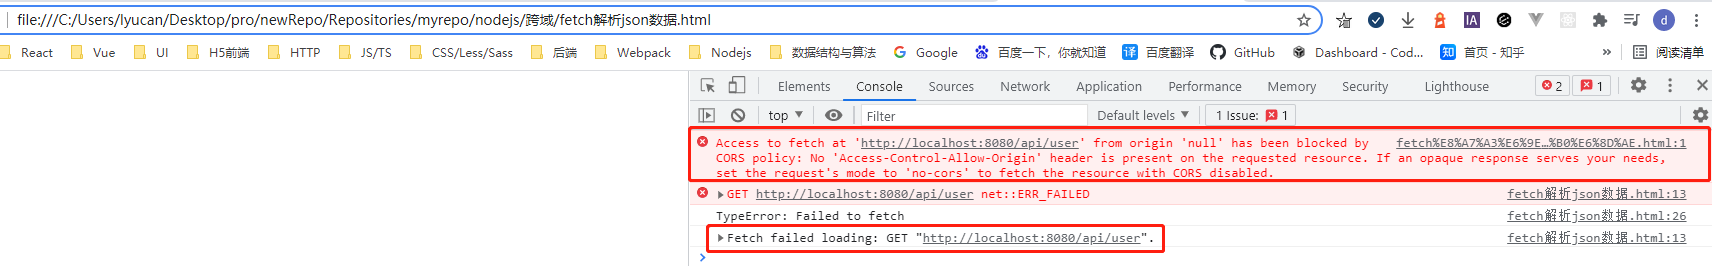 file:///C:/Users/lyucan/Desktop/pro/newRepo/Repositories/myrepo/nodejs/跨域/fetch解析json数据.html
IA
d
React Vue UI H5前端 HTTP JS/TS CSS/Less/Sass 后端 Webpack Nodejs 数据结构与算法 Google 百度一下，你就知道 译 百度翻译 GitHub Dashboard - Cod... 知 首页 - 知乎 » 阅读清单
Elements Console Sources Network Application Performance Memory Security Lighthouse 2 1
top ▼ Filter Default levels ▼ 1 Issue: 1
Access to fetch at 'http://localhost:8080/api/user' from origin 'null' has been blocked by fetch%E8%A7%A3%E6%9E…%B0%E6%8D%AE.html:1
CORS policy: No 'Access-Control-Allow-Origin' header is present on the requested resource. If an opaque response serves your needs,
set the request's mode to 'no-cors' to fetch the resource with CORS disabled.
▶GET http://localhost:8080/api/user net::ERR_FAILED fetch解析json数据.html:13
TypeError: Failed to fetch fetch解析json数据.html:26
▶Fetch failed loading: GET "http://localhost:8080/api/user". fetch解析json数据.html:13